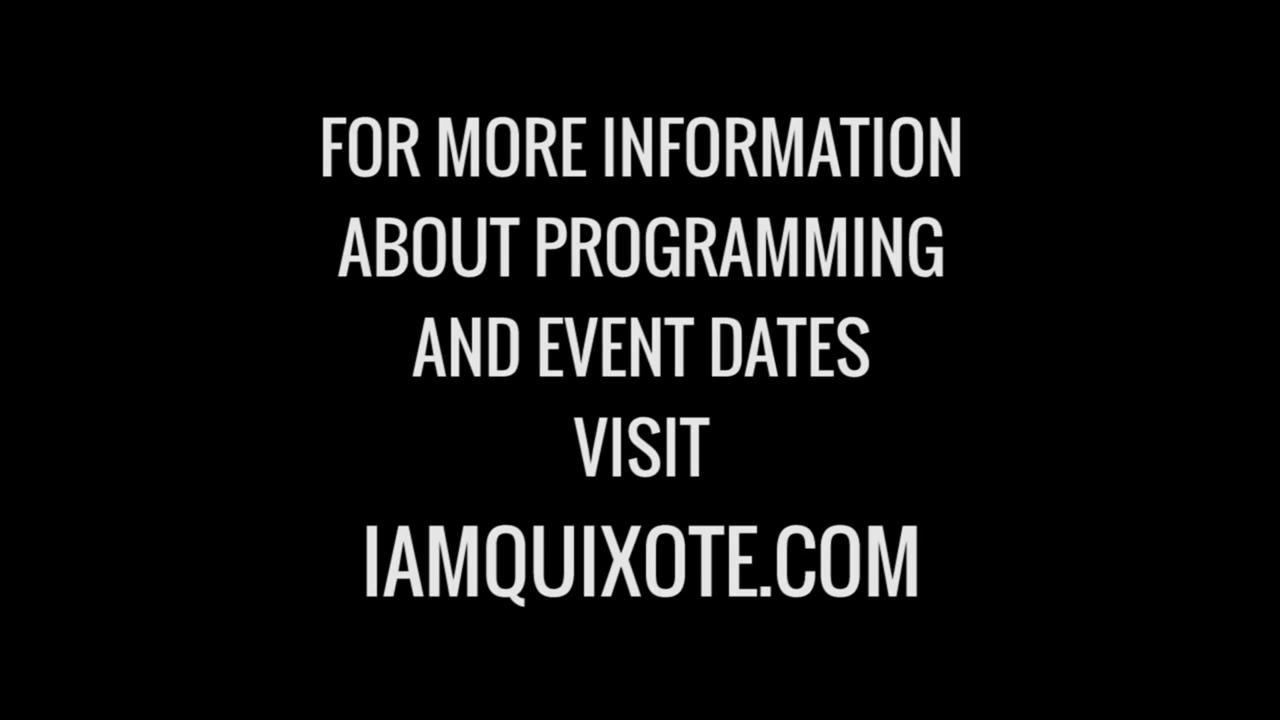 FOR MORE INFORMATION
ABOUT PROGRAMMING
AND EVENT DATES
VISIT
IAMQUIXOTE.COM